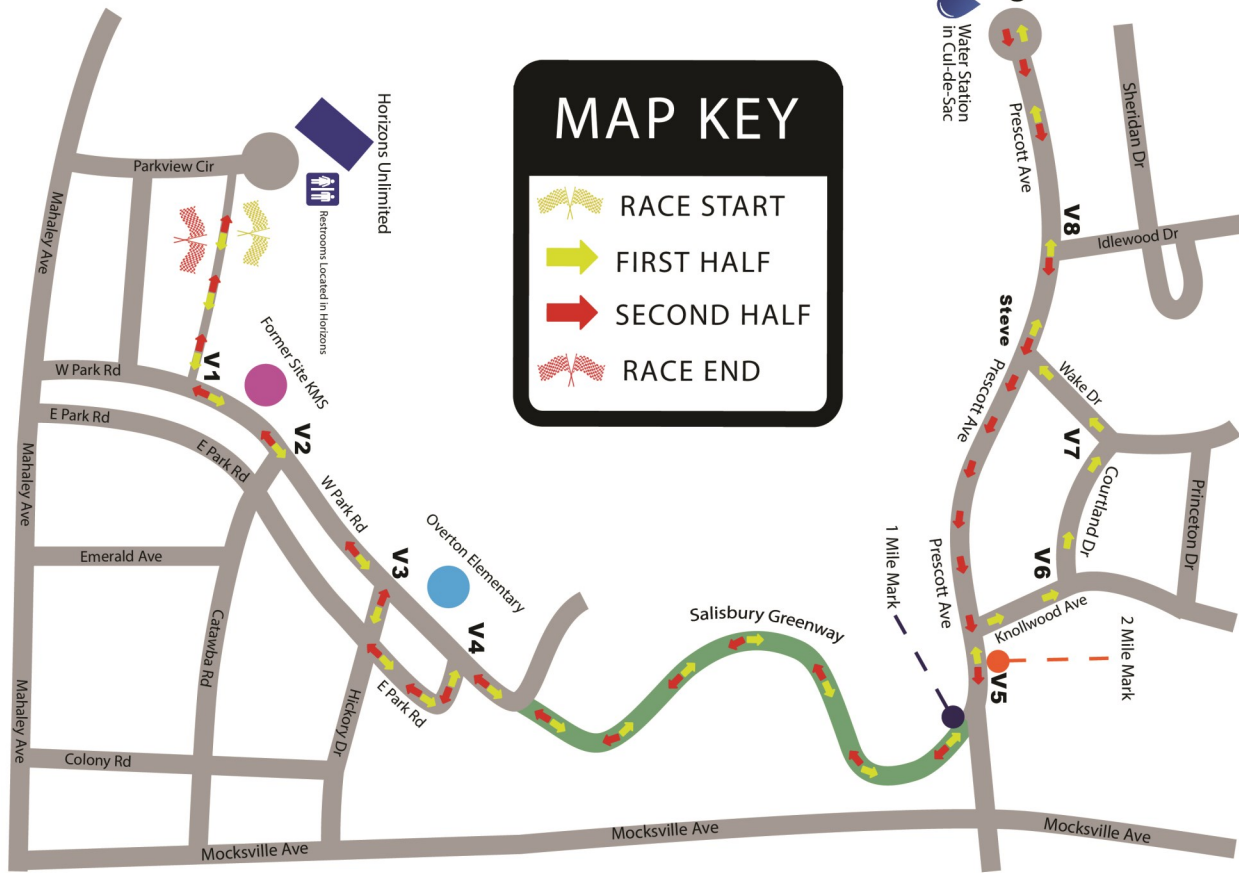 Water Station
in Cul-de-Sac
Prescott Ave
Sheridan Dr
V8
Idlewood Dr
MAP KEY
RACE START
FIRST HALF
SECOND HALF
RACE END
Horizons Unlimited
Restrooms Located in Horizons
Parkview Cir
Mahaley Ave
W Park Rd
V1
Former Site KMS
E Park Rd
V2
E Park Rd
Mahaley Ave
W Park Rd
Emerald Ave
V3
Overton Elementary
V4
Catawba Rd
E Park Rd
Hickory Dr
Mahaley Ave
Colony Rd
Salisbury Greenway
Steve
Prescott Ave
Wake Dr
V7
Courtland Dr
Princeton Dr
V6
Prescott Ave
Knollwood Ave
1 Mile Mark
V5
2 Mile Mark
Mocksville Ave
Mocksville Ave
Mocksville Ave